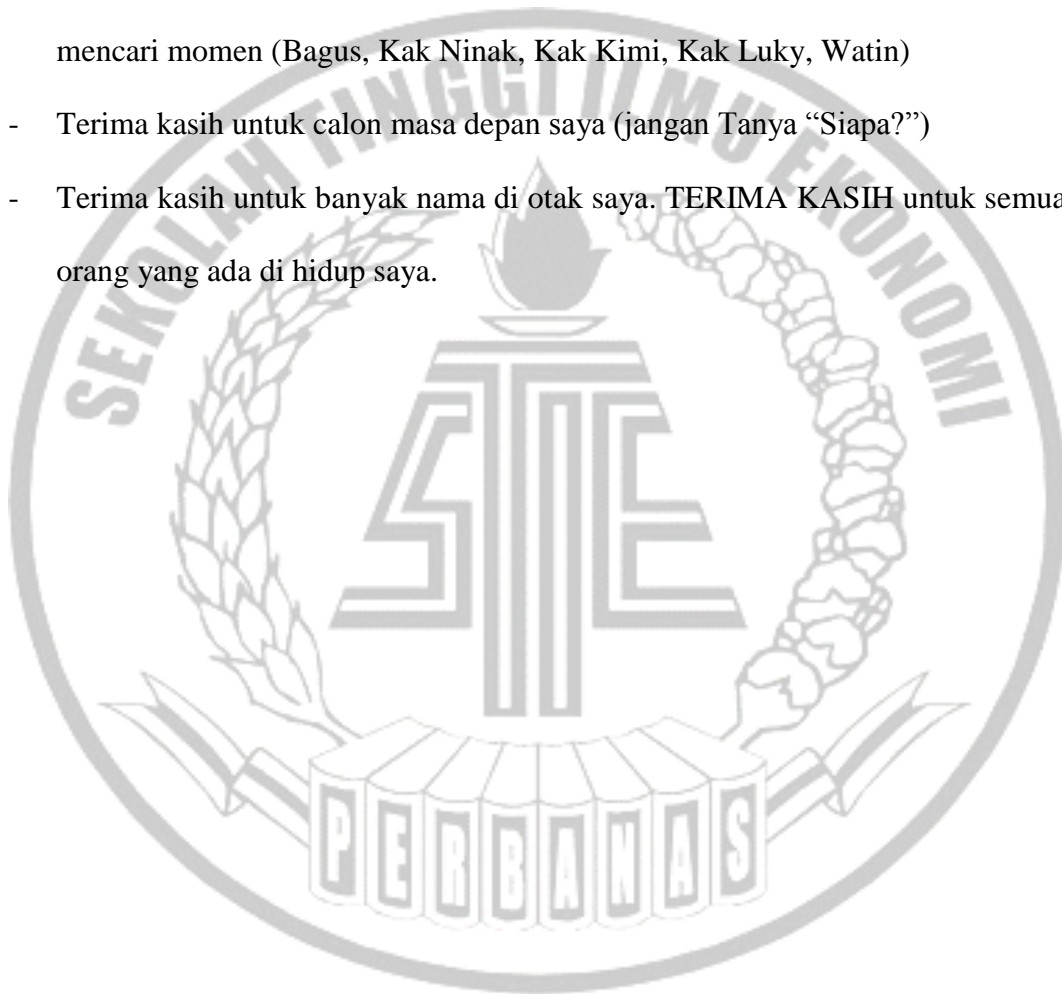 mencari momen (Bagus, Kak Ninak, Kak Kimi, Kak Luky, Watin)
- Terima kasih untuk calon masa depan saya (jangan Tanya “Siapa?”)
- Terima kasih untuk banyak nama di otak saya. TERIMA KASIH untuk semua
orang yang ada di hidup saya.
SEKOLAH TINGGI ILMU EKONOMI
STIE
PERBANAS